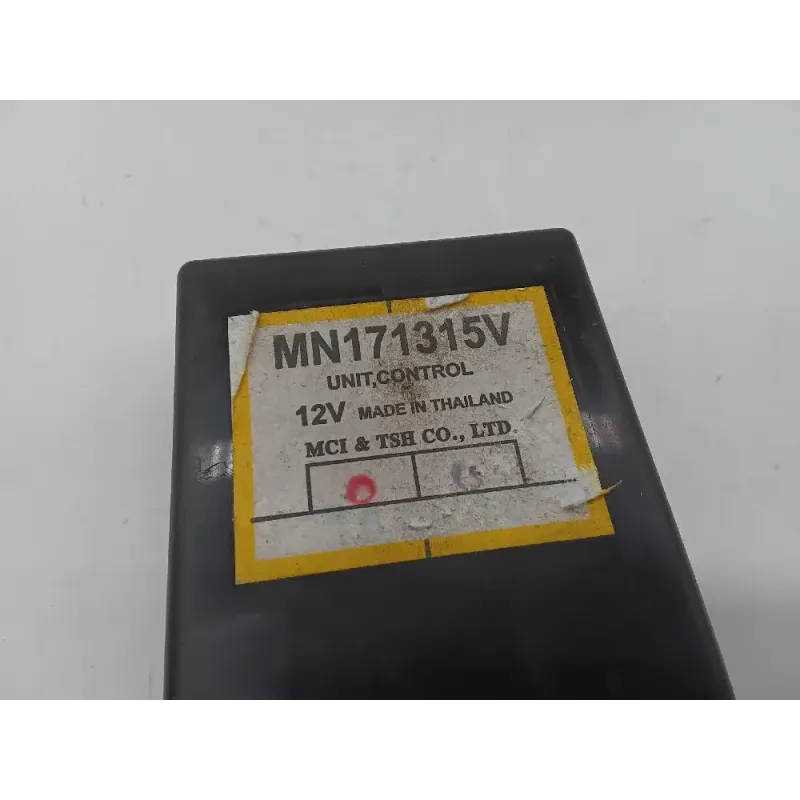 MN171315V
UNIT,CONTROL
12V MADE IN THAILAND
MCI & TSH CO., LTD.